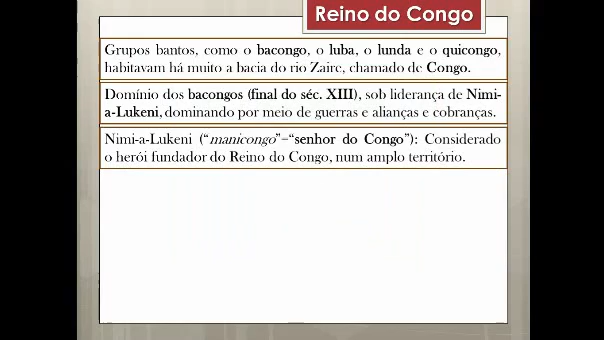 Reino do Congo
Grupos bantos, como o bacongo, o luba, o lunda e o quicongo,
habitavam há muito a bacia do rio Zaire, chamado de Congo.
Domínio dos bacongos (final do séc. XIII), sob liderança de Nimi-
a-Lukeni, dominando por meio de guerras e alianças e cobranças.
Nimi-a-Lukeni (“manicongo”–“senhor do Congo”): Considerado
o herói fundador do Reino do Congo, num amplo território.